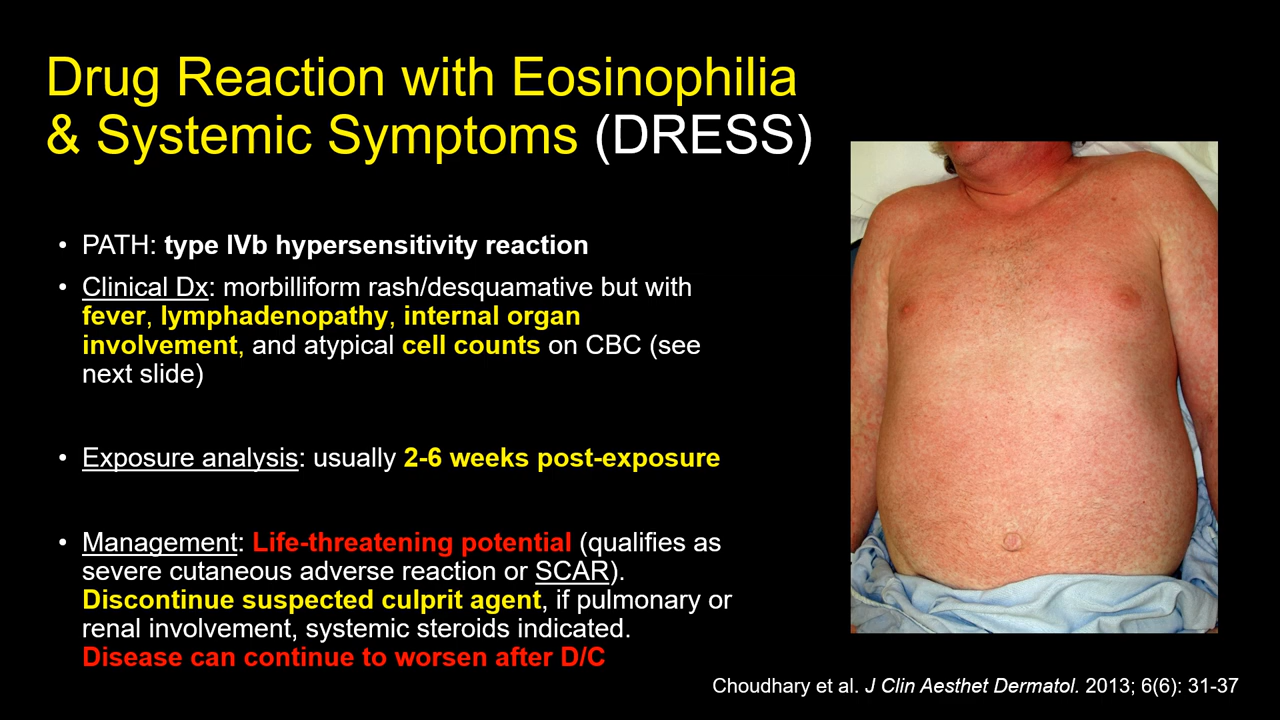 Drug Reaction with Eosinophilia
& Systemic Symptoms (DRESS)
• PATH: type IVb hypersensitivity reaction
• Clinical Dx: morbilliform rash/desquamative but with
fever, lymphadenopathy, internal organ
involvement, and atypical cell counts on CBC (see
next slide)
• Exposure analysis: usually 2-6 weeks post-exposure
• Management: Life-threatening potential (qualifies as
severe cutaneous adverse reaction or SCAR).
Discontinue suspected culprit agent, if pulmonary or
renal involvement, systemic steroids indicated.
Disease can continue to worsen after D/C
Choudhary et al. J Clin Aesthet Dermatol. 2013; 6(6): 31-37